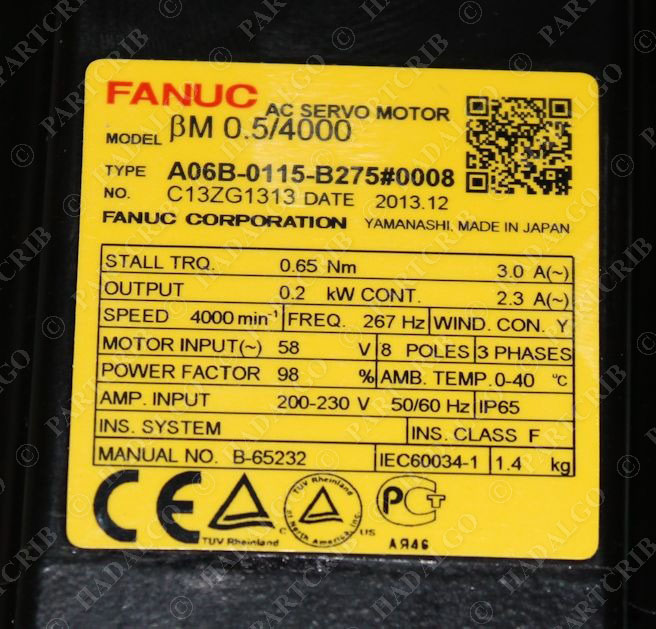 FANUC AC SERVO MOTOR
MODEL βM 0.5/4000
TYPE A06B-0115-B275#0008
NO. C13ZG1313 DATE 2013.12
FANUC CORPORATION YAMANASHI, MADE IN JAPAN
STALL TRQ. 0.65 Nm 3.0 A(~)
OUTPUT 0.2 kW CONT. 2.3 A(~)
SPEED 4000 min-1 FREQ. 267 Hz WIND. CON. Y
MOTOR INPUT(~) 58 V 8 POLES 3 PHASES
POWER FACTOR 98 % AMB. TEMP. 0-40 °C
AMP. INPUT 200-230 V 50/60 Hz IP65
INS. SYSTEM INS. CLASS F
MANUAL NO. B-65232 IEC60034-1 1.4 kg
CE
TUV Rheinland
TUV Rheinland
of North America, Inc.
C US
РСТ
АЯ46
© PARTCRIB
© HADALGO